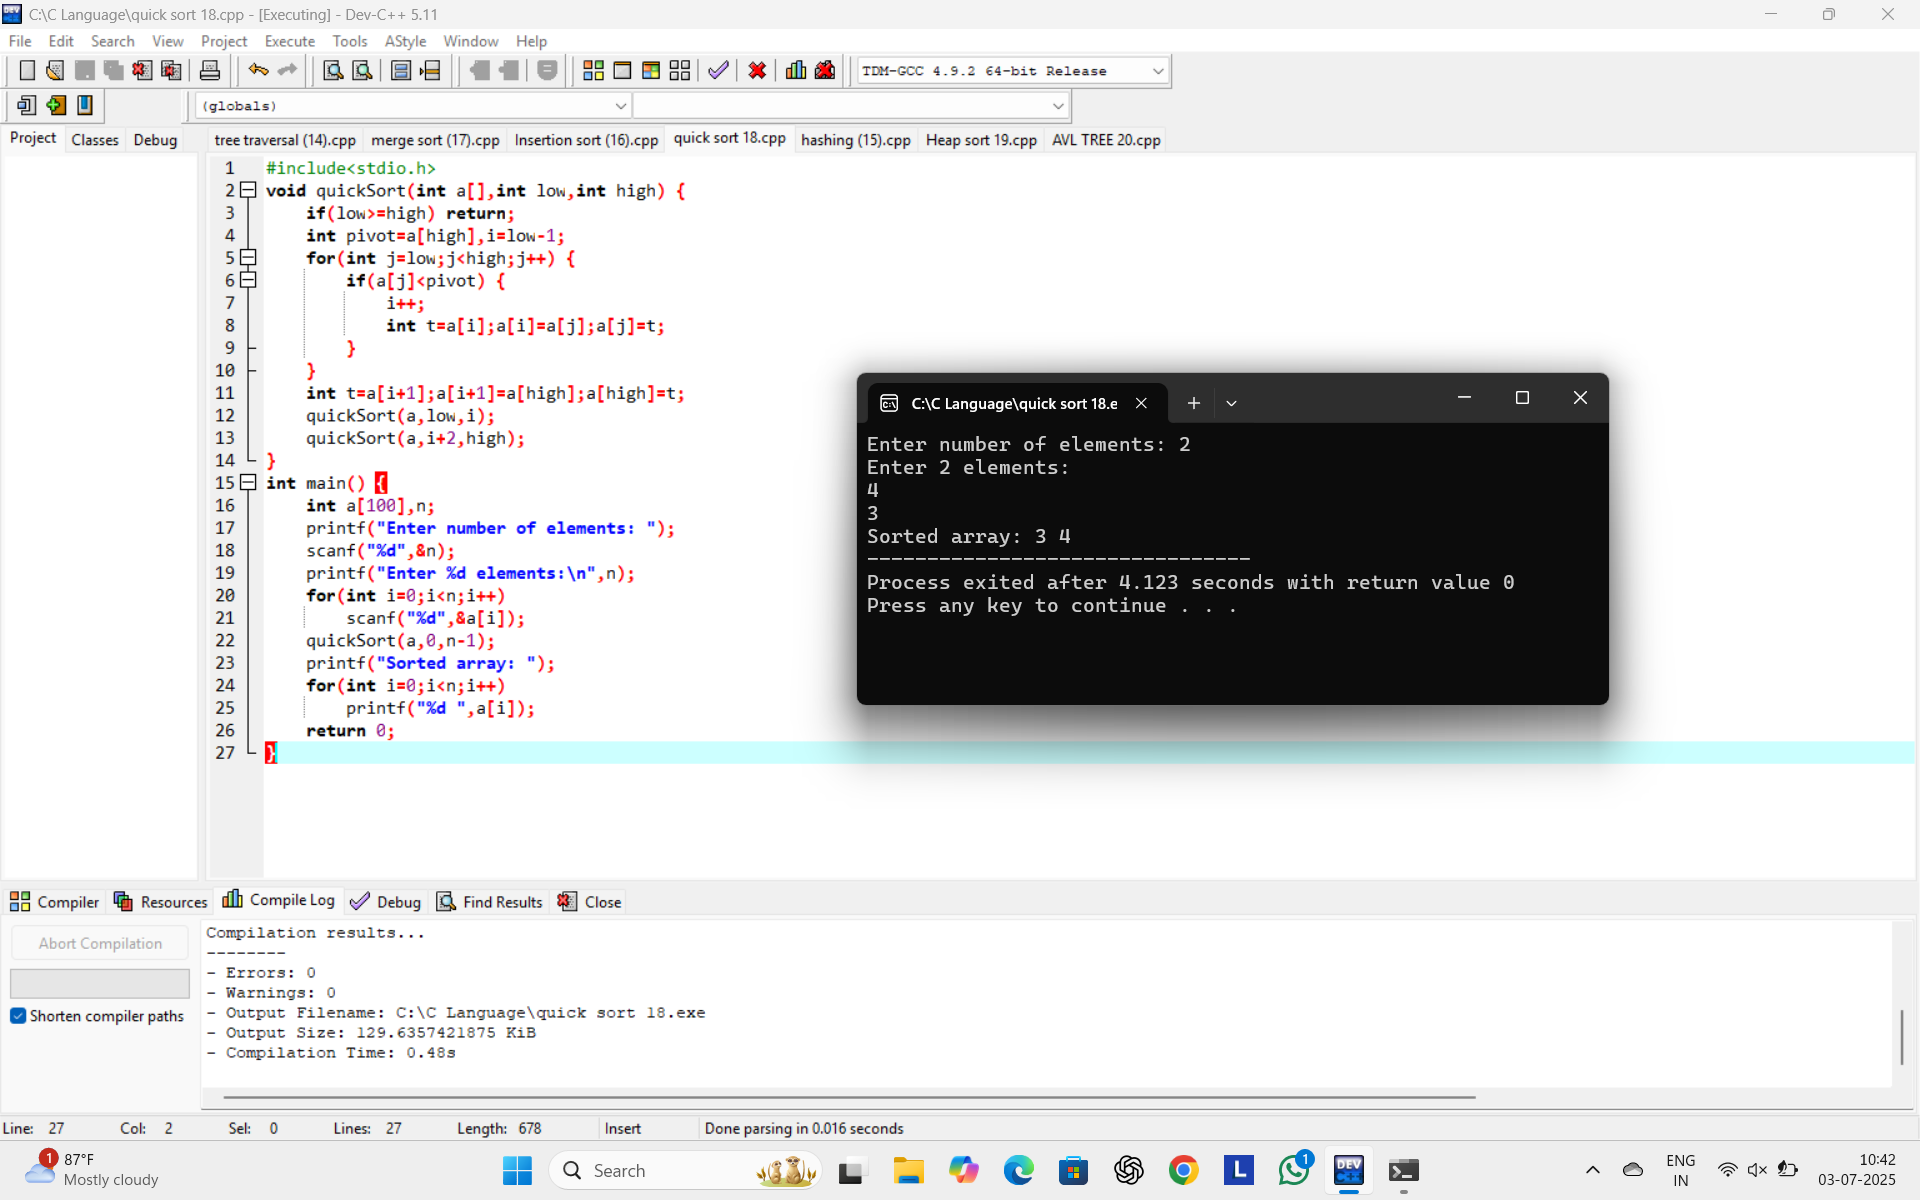 C:\C Language\quick sort 18.cpp - [Executing] - Dev-C++ 5.11
File Edit Search View Project Execute Tools AStyle Window Help
TDM-GCC 4.9.2 64-bit Release
(globals)
Project Classes Debug
tree traversal (14).cpp merge sort (17).cpp Insertion sort (16).cpp quick sort 18.cpp hashing (15).cpp Heap sort 19.cpp AVL TREE 20.cpp
1 #include<stdio.h>
2 void quickSort(int a[],int low,int high) {
3 if(low>=high) return;
4 int pivot=a[high],i=low-1;
5 for(int j=low;j<high;j++) {
6 if(a[j]<pivot) {
7 i++;
8 int t=a[i];a[i]=a[j];a[j]=t;
9 }
10 }
11 int t=a[i+1];a[i+1]=a[high];a[high]=t;
12 quickSort(a,low,i);
13 quickSort(a,i+2,high);
14 }
15 int main() {
16 int a[100],n;
17 printf("Enter number of elements: ");
18 scanf("%d",&n);
19 printf("Enter %d elements:\n",n);
20 for(int i=0;i<n;i++)
21 scanf("%d",&a[i]);
22 quickSort(a,0,n-1);
23 printf("Sorted array: ");
24 for(int i=0;i<n;i++)
25 printf("%d ",a[i]);
26 return 0;
27 }
C:\C Language\quick sort 18.e
Enter number of elements: 2
Enter 2 elements:
4
3
Sorted array: 3 4
--------------------------------
Process exited after 4.123 seconds with return value 0
Press any key to continue . . .
Compiler Resources Compile Log Debug Find Results Close
Abort Compilation
Shorten compiler paths
Compilation results...
--------
- Errors: 0
- Warnings: 0
- Output Filename: C:\C Language\quick sort 18.exe
- Output Size: 129.6357421875 KiB
- Compilation Time: 0.48s
Line: 27 Col: 2 Sel: 0 Lines: 27 Length: 678 Insert Done parsing in 0.016 seconds
1
87°F
Mostly cloudy
Search
L
1
DEV
ENG
IN
10:42
03-07-2025